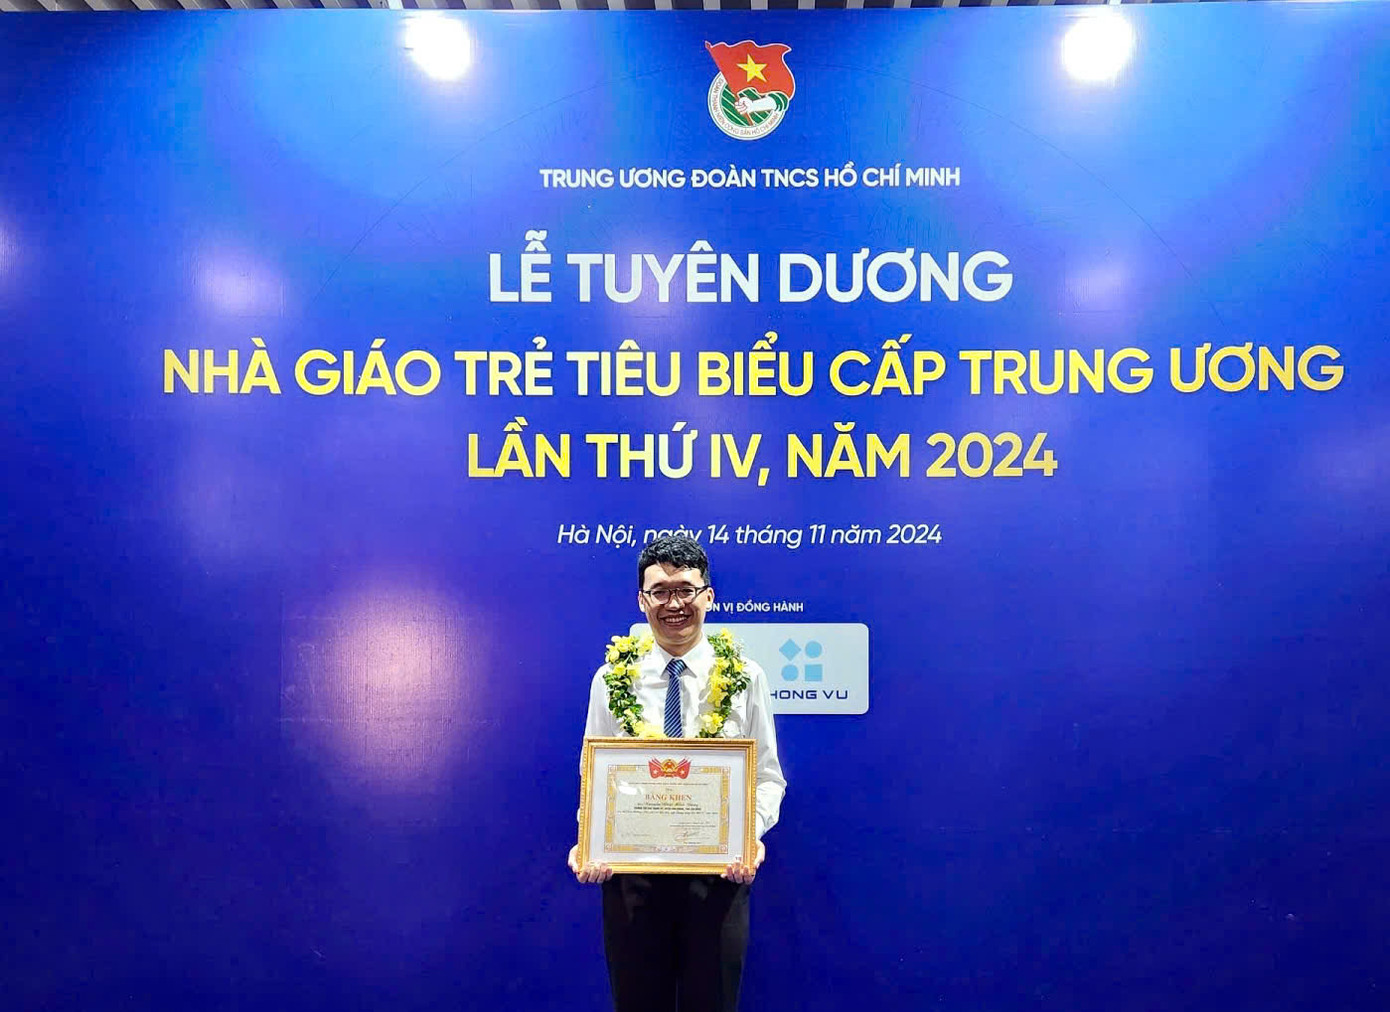 TRUNG ƯƠNG ĐOÀN TNCS HỒ CHÍ MINH
LỄ TUYÊN DƯƠNG
NHÀ GIÁO TRẺ TIÊU BIỂU CẤP TRUNG ƯƠNG
LẦN THỨ IV, NĂM 2024
Hà Nội, ngày 14 tháng 11 năm 2024
VỊ ĐỒNG HÀNH
HONG VU
BẰNG KHEN